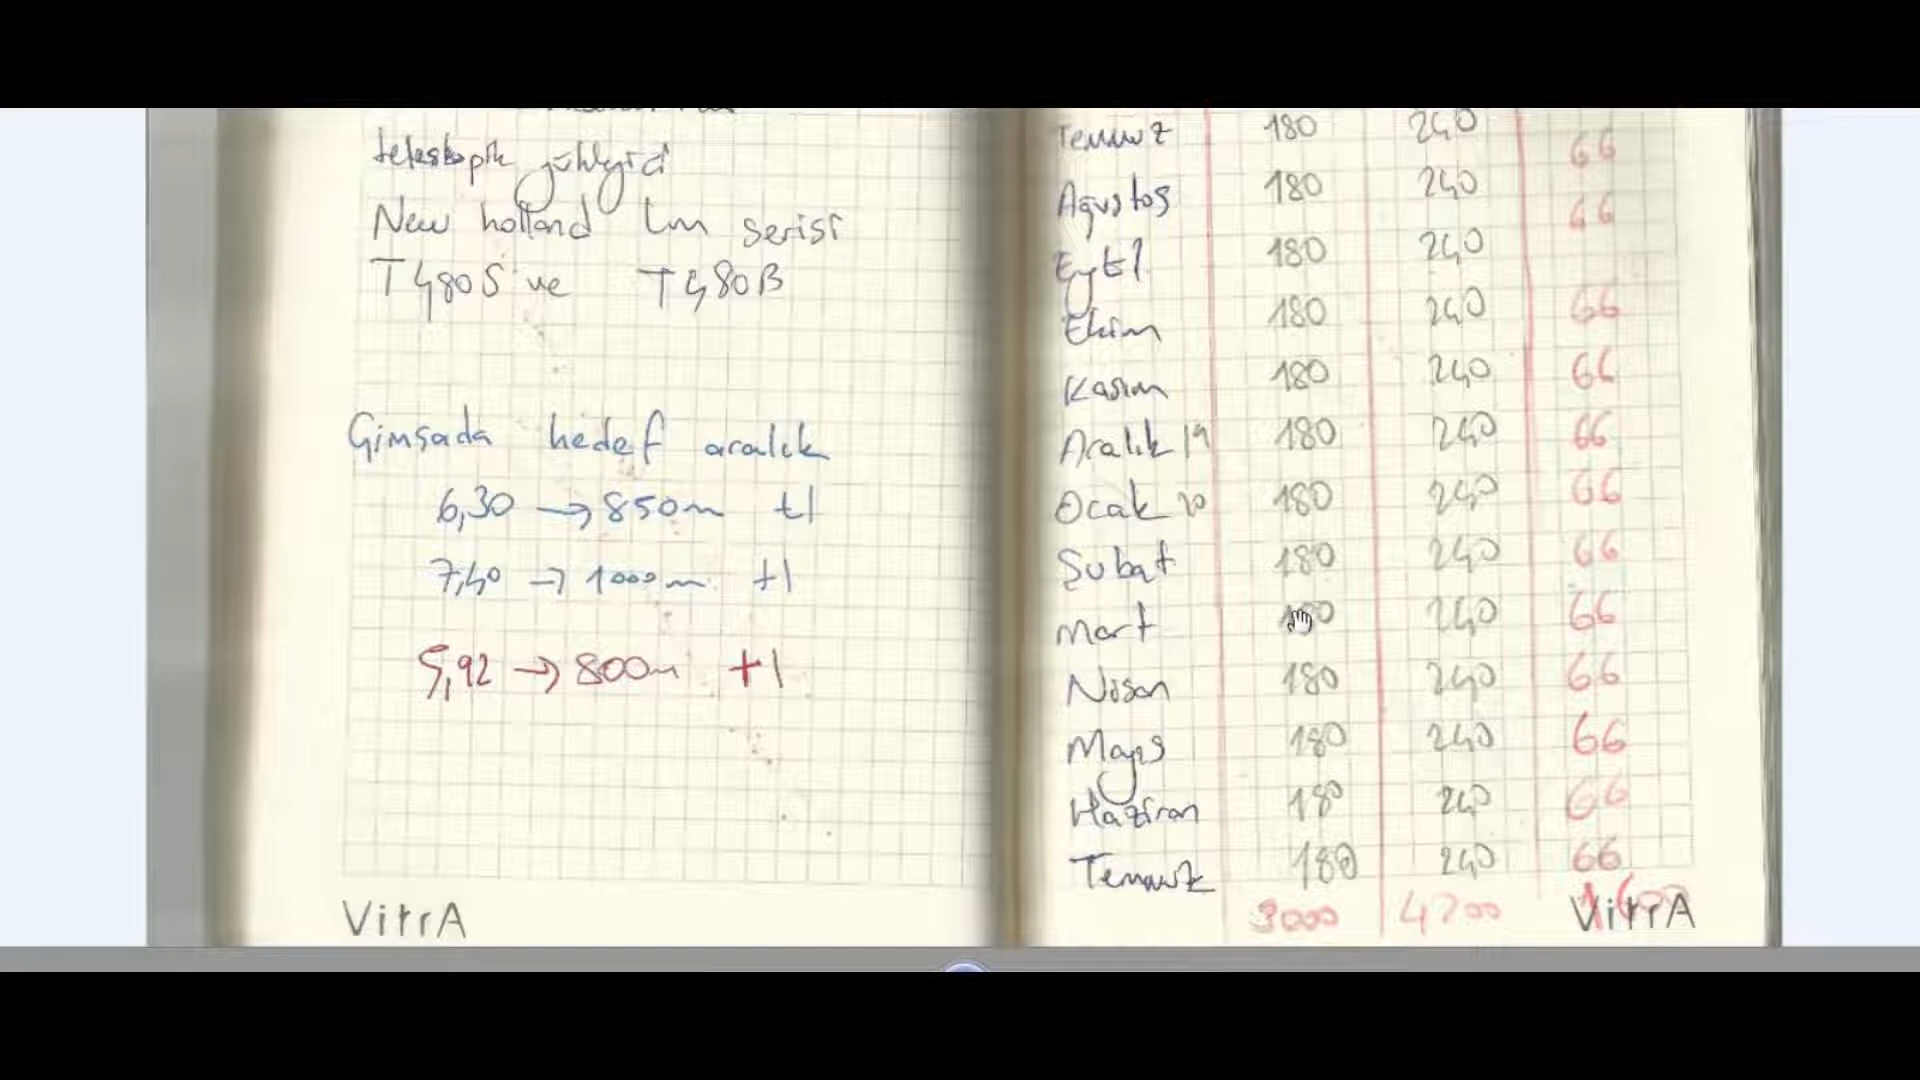 teleskopik yükleyici
New holland Lm serisi
T480S ve T480B
Çimsada hedef aralık
6,30 → 850m tl
7,40 → 1000m tl
5,92 → 800m tl
VitrA
Temmuz 180 240 66
Agustos 180 240 66
Eylül 180 240
Ekim 180 240 66
Kasım 180 240 66
Aralık 19 180 240 66
Ocak 20 180 240 66
Şubat 180 240 66
Mart 180 240 66
Nisan 180 240 66
Mayıs 180 240 66
Haziran 180 240 66
Temmuz 180 240 66
3000 4200
VitrA